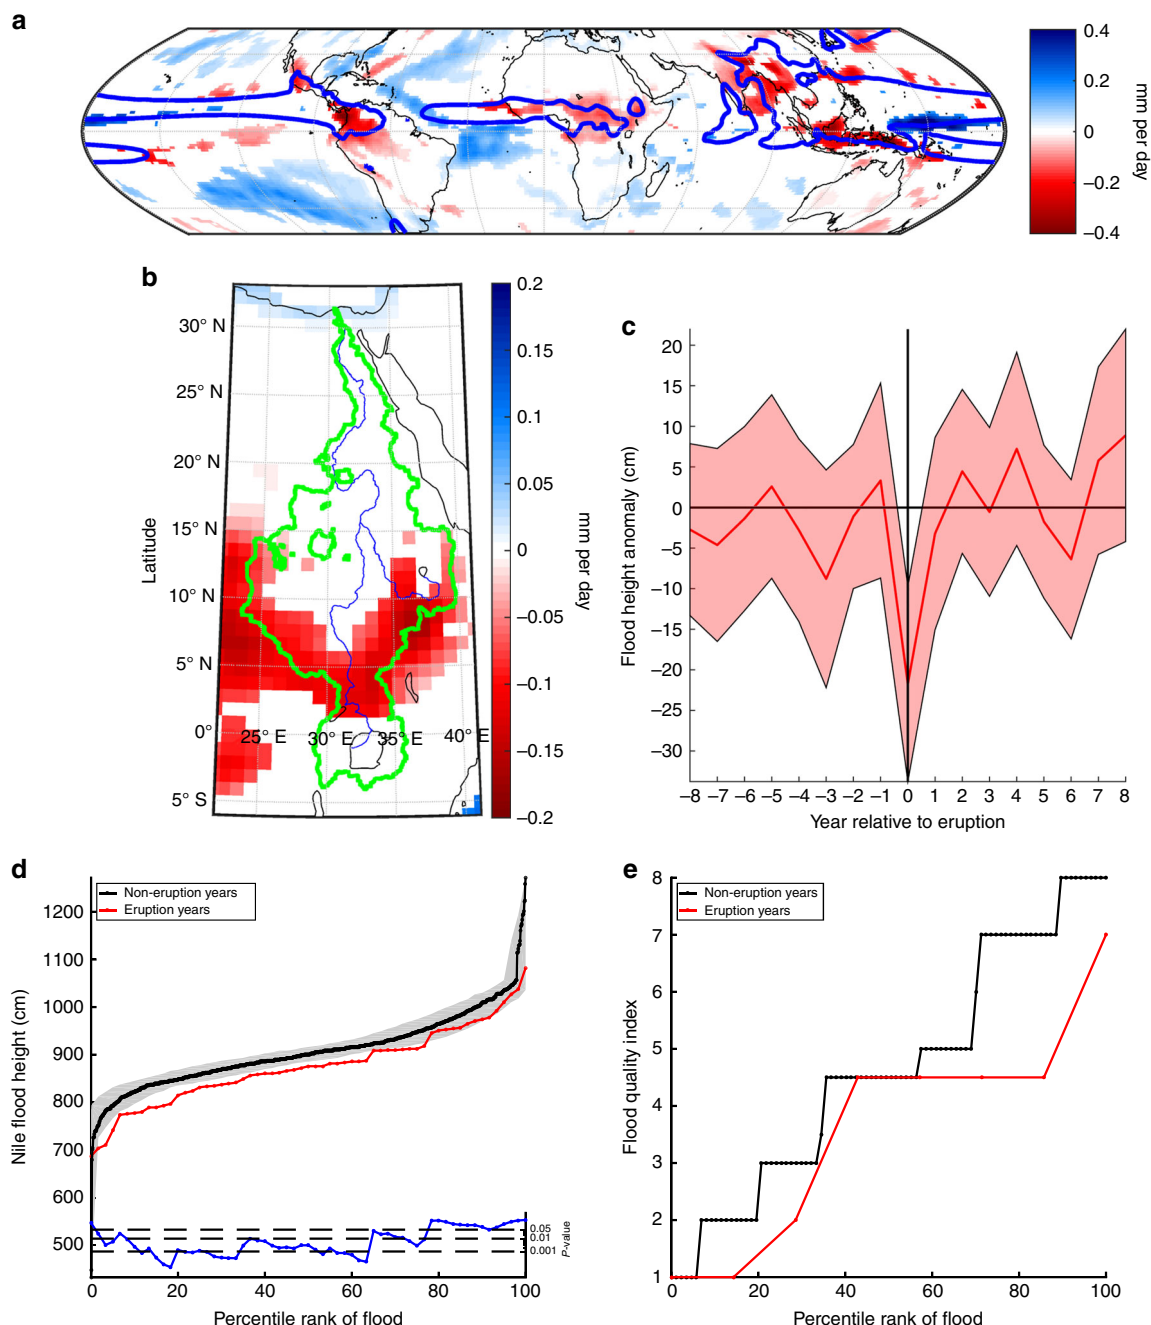 a
0.4
0.2
0
−0.2
−0.4
mm per day
b
30° N
25° N
20° N
15° N
10° N
5° N
0°
5° S
25° E
30° E
35° E
40° E
Latitude
0.2
0.15
0.1
0.05
0
−0.05
−0.1
−0.15
−0.2
mm per day
c
20
15
10
5
0
−5
−10
−15
−20
−25
−30
Flood height anomaly (cm)
−8 −7 −6 −5 −4 −3 −2 −1 0 1 2 3 4 5 6 7 8
Year relative to eruption
d
Non-eruption years
Eruption years
1200
1100
1000
900
800
700
600
500
Nile flood height (cm)
0.05
0.01
0.001
P-value
0 20 40 60 80 100
Percentile rank of flood
e
Non-eruption years
Eruption years
8
7
6
5
4
3
2
1
Flood quality index
0 20 40 60 80 100
Percentile rank of flood